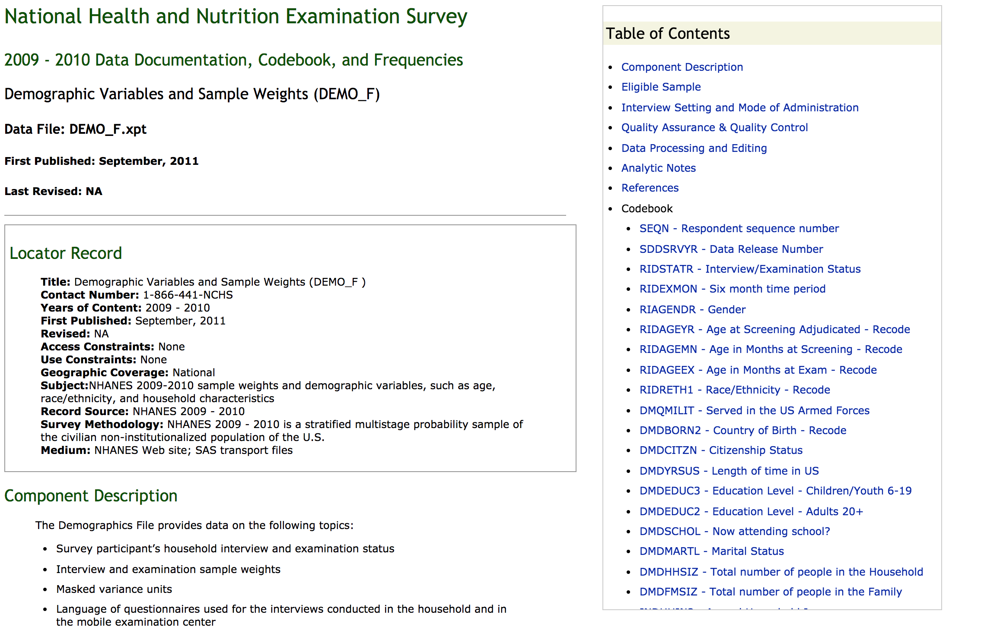 National Health and Nutrition Examination Survey
2009 - 2010 Data Documentation, Codebook, and Frequencies
Demographic Variables and Sample Weights (DEMO_F)
Data File: DEMO_F.xpt
First Published: September, 2011
Last Revised: NA
Locator Record
Title: Demographic Variables and Sample Weights (DEMO_F )
Contact Number: 1-866-441-NCHS
Years of Content: 2009 - 2010
First Published: September, 2011
Revised: NA
Access Constraints: None
Use Constraints: None
Geographic Coverage: National
Subject:NHANES 2009-2010 sample weights and demographic variables, such as age,
race/ethnicity, and household characteristics
Record Source: NHANES 2009 - 2010
Survey Methodology: NHANES 2009 - 2010 is a stratified multistage probability sample of
the civilian non-institutionalized population of the U.S.
Medium: NHANES Web site; SAS transport files
Component Description
The Demographics File provides data on the following topics:
• Survey participant’s household interview and examination status
• Interview and examination sample weights
• Masked variance units
• Language of questionnaires used for the interviews conducted in the household and in
the mobile examination center
Table of Contents
• Component Description
• Eligible Sample
• Interview Setting and Mode of Administration
• Quality Assurance & Quality Control
• Data Processing and Editing
• Analytic Notes
• References
• Codebook
• SEQN - Respondent sequence number
• SDDSRVYR - Data Release Number
• RIDSTATR - Interview/Examination Status
• RIDEXMON - Six month time period
• RIAGENDR - Gender
• RIDAGEYR - Age at Screening Adjudicated - Recode
• RIDAGEMN - Age in Months at Screening - Recode
• RIDAGEEX - Age in Months at Exam - Recode
• RIDRETH1 - Race/Ethnicity - Recode
• DMQMILIT - Served in the US Armed Forces
• DMDBORN2 - Country of Birth - Recode
• DMDCITZN - Citizenship Status
• DMDYRSUS - Length of time in US
• DMDEDUC3 - Education Level - Children/Youth 6-19
• DMDEDUC2 - Education Level - Adults 20+
• DMDSCHOL - Now attending school?
• DMDMARTL - Marital Status
• DMDHHSIZ - Total number of people in the Household
• DMDFMSIZ - Total number of people in the Family